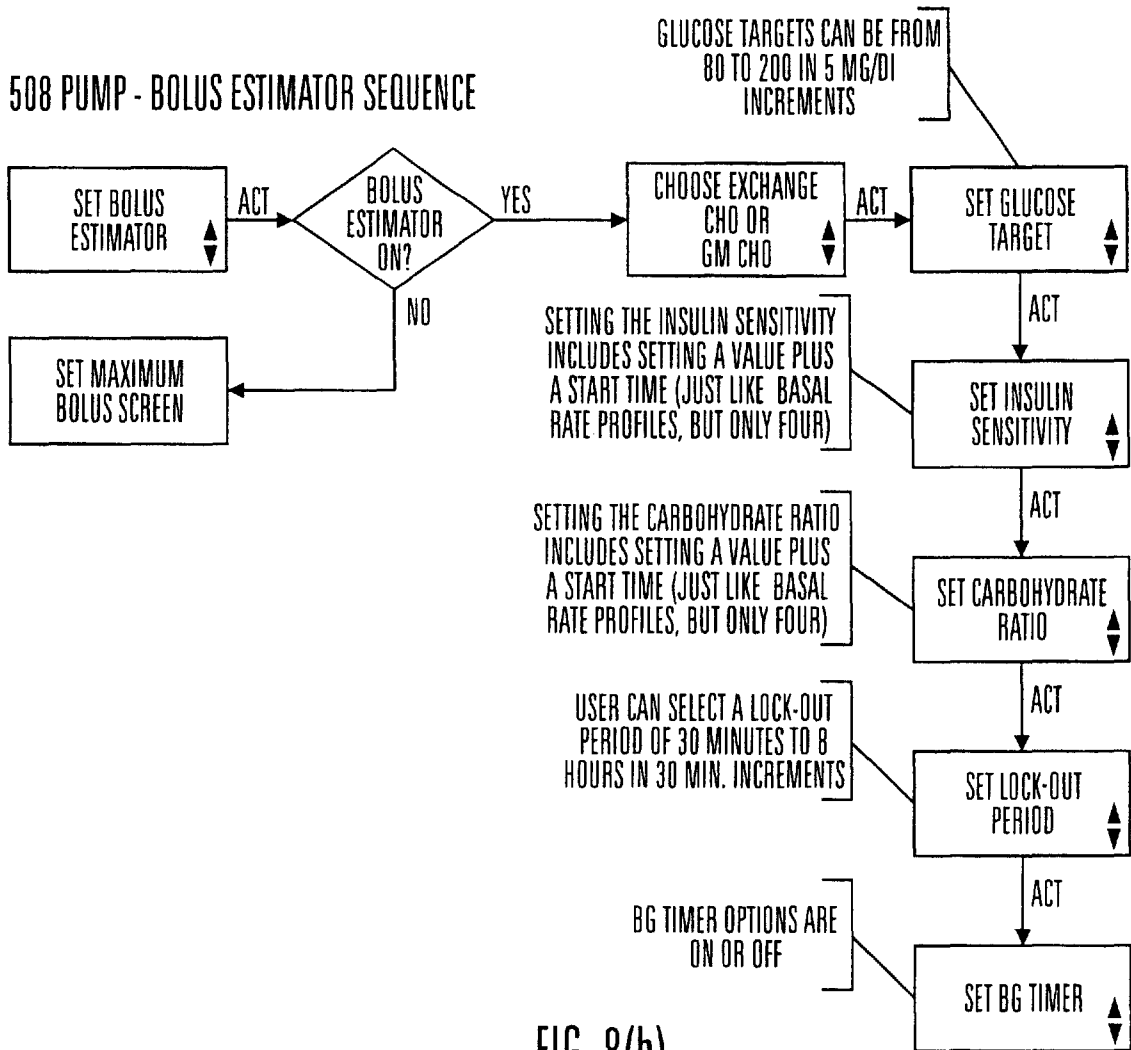 GLUCOSE TARGETS CAN BE FROM
80 TO 200 IN 5 MG/DI
INCREMENTS
508 PUMP - BOLUS ESTIMATOR SEQUENCE
SET BOLUS
ESTIMATOR
ACT
BOLUS
ESTIMATOR
ON?
YES
CHOOSE EXCHANGE
CHO OR
GM CHO
ACT
SET GLUCOSE
TARGET
NO
ACT
SET MAXIMUM
BOLUS SCREEN
SETTING THE INSULIN SENSITIVITY
INCLUDES SETTING A VALUE PLUS
A START TIME (JUST LIKE BASAL
RATE PROFILES, BUT ONLY FOUR)
SET INSULIN
SENSITIVITY
ACT
SETTING THE CARBOHYDRATE RATIO
INCLUDES SETTING A VALUE PLUS
A START TIME (JUST LIKE BASAL
RATE PROFILES, BUT ONLY FOUR)
SET CARBOHYDRATE
RATIO
ACT
USER CAN SELECT A LOCK-OUT
PERIOD OF 30 MINUTES TO 8
HOURS IN 30 MIN. INCREMENTS
SET LOCK-OUT
PERIOD
ACT
BG TIMER OPTIONS ARE
ON OR OFF
SET BG TIMER
FIG. 8(b)